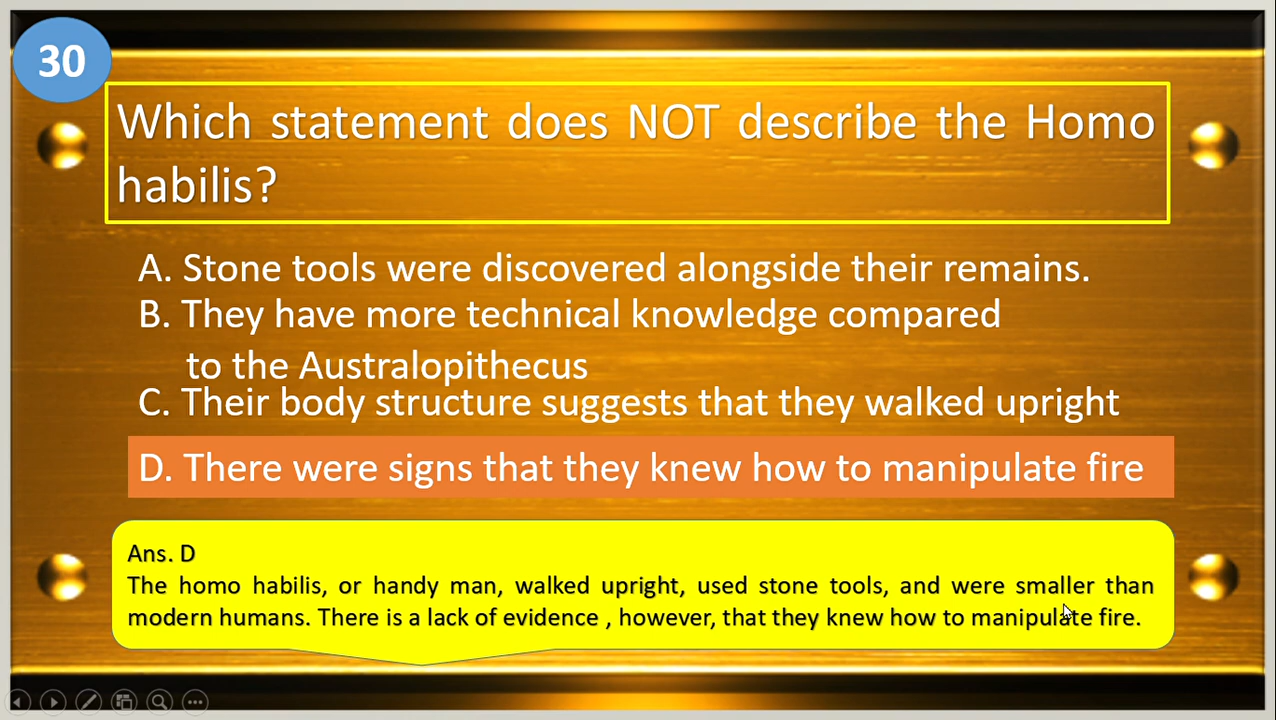 30
Which statement does NOT describe the Homo
habilis?
A. Stone tools were discovered alongside their remains.
B. They have more technical knowledge compared
to the Australopithecus
C. Their body structure suggests that they walked upright
D. There were signs that they knew how to manipulate fire
Ans. D
The homo habilis, or handy man, walked upright, used stone tools, and were smaller than
modern humans. There is a lack of evidence , however, that they knew how to manipulate fire.